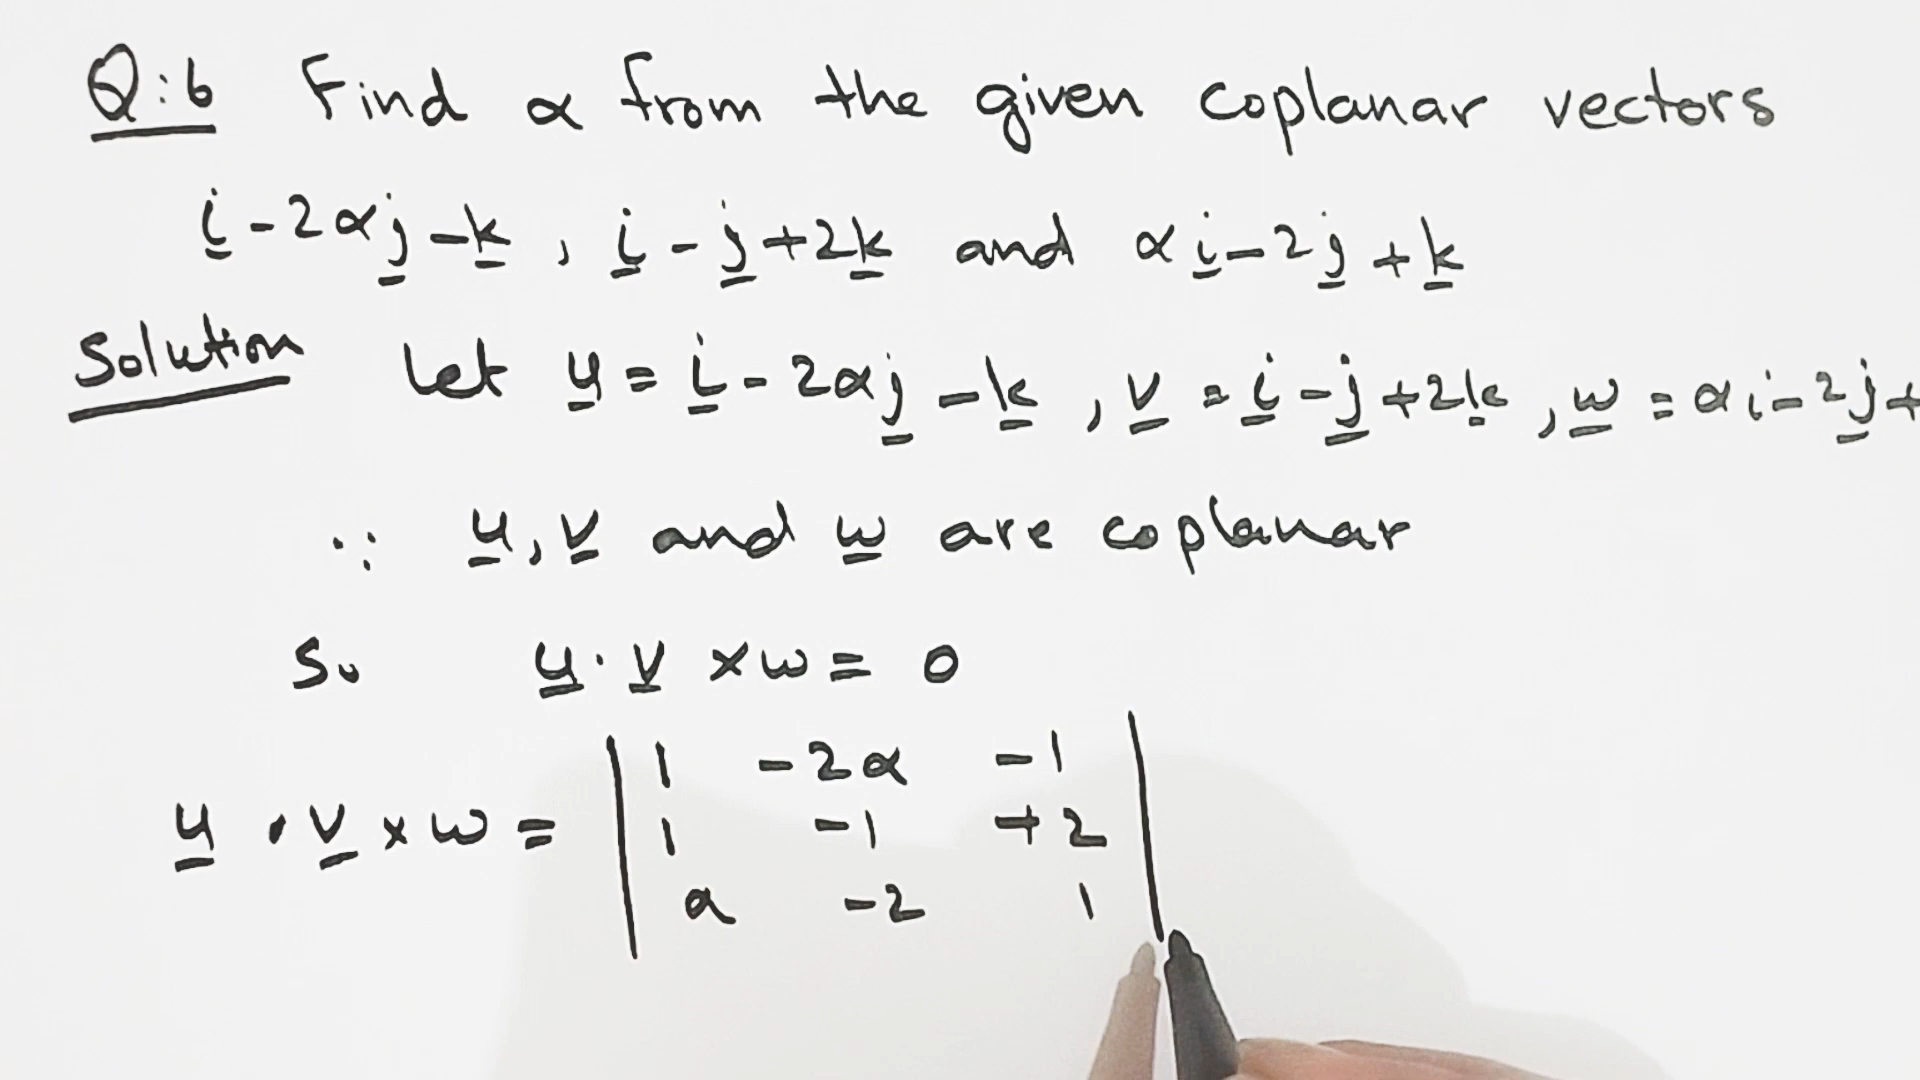 Q:6 Find α from the given coplanar vectors
i - 2αj - k , i - j + 2k and αi - 2j + k
Solution Let u = i - 2αj - k , v = i - j + 2k , w = αi - 2j +
∵ u, v and w are coplanar
So u · v × w = 0
u · v × w = | 1 -2α -1 |
| 1 -1 +2 |
| α -2 1 |